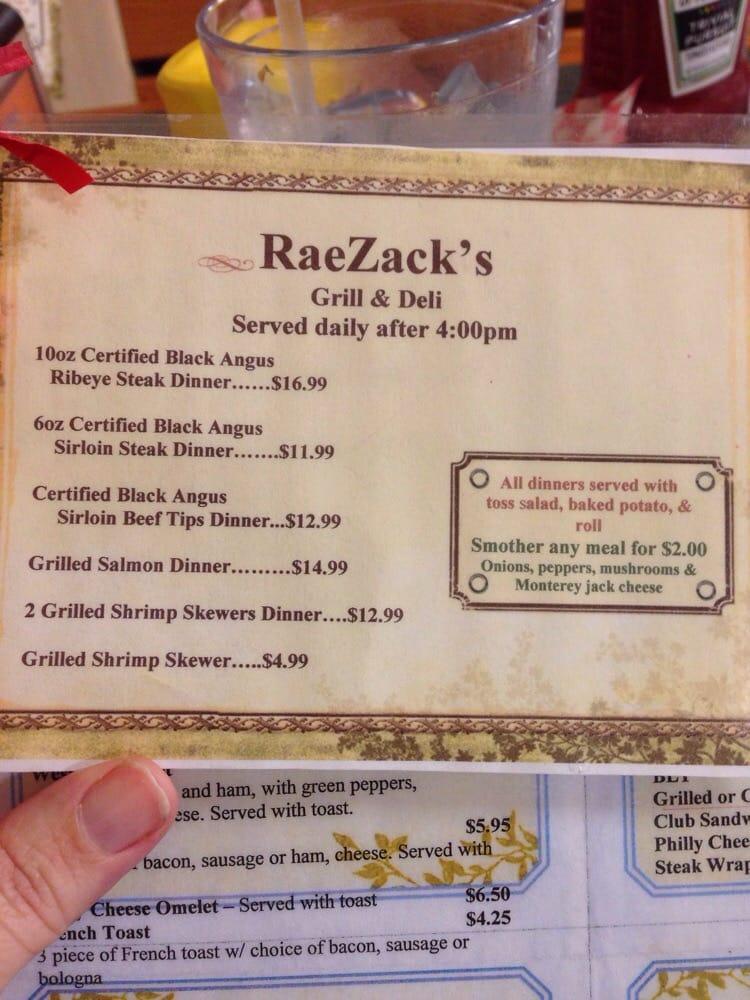 TRIVIAL
PURSUIT
RaeZack's
Grill & Deli
Served daily after 4:00pm
10oz Certified Black Angus
Ribeye Steak Dinner......$16.99
6oz Certified Black Angus
Sirloin Steak Dinner.......$11.99
Certified Black Angus
Sirloin Beef Tips Dinner...$12.99
Grilled Salmon Dinner.........$14.99
2 Grilled Shrimp Skewers Dinner....$12.99
Grilled Shrimp Skewer.....$4.99
All dinners served with
toss salad, baked potato, &
roll
Smother any meal for $2.00
Onions, peppers, mushrooms &
Monterey jack cheese
and ham, with green peppers,
Served with toast.
$5.95
bacon, sausage or ham, cheese. Served with
$6.50
Cheese Omelet – Served with toast
$4.25
Toast
3 piece of French toast w/ choice of bacon, sausage or
bologna
BLT
Grilled or
Club
Philly
Steak